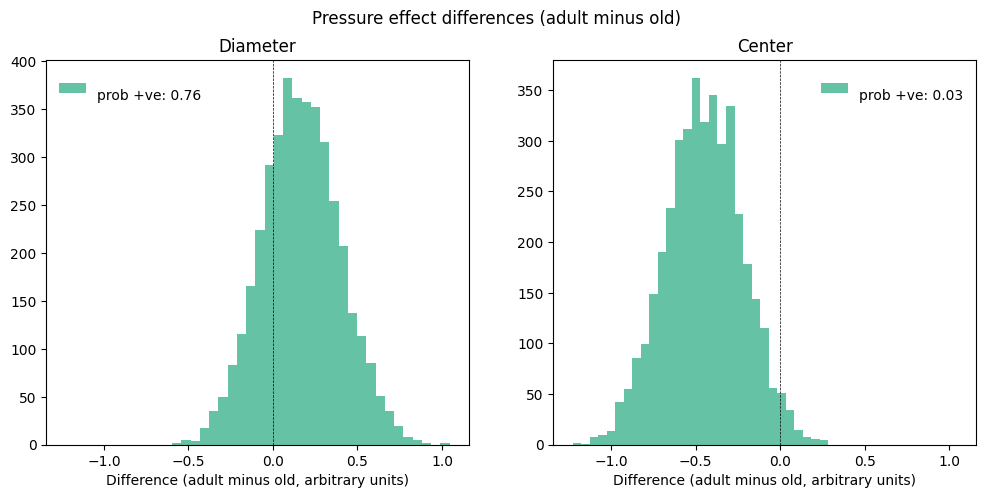 Pressure effect differences (adult minus old)
Diameter
400
350
300
250
200
150
100
50
0
prob +ve: 0.76
−1.0 −0.5 0.0 0.5 1.0
Difference (adult minus old, arbitrary units)
Center
350
300
250
200
150
100
50
0
prob +ve: 0.03
−1.0 −0.5 0.0 0.5 1.0
Difference (adult minus old, arbitrary units)